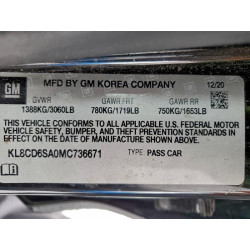 GM
12/20
MFD BY GM KOREA COMPANY
GVWR GAWR FRT GAWR RR
1388KG/3060LB 780KG/1719LB 750KG/1653LB
THIS VEHICLE CONFORMS TO ALL APPLICABLE U.S. FEDERAL MOTOR
VEHICLE SAFETY, BUMPER, AND THEFT PREVENTION STANDARDS IN
EFFECT ON THE DATE OF MANUFACTURE SHOWN ABOVE.
KL8CD6SA0MC736671 TYPE: PASS CAR